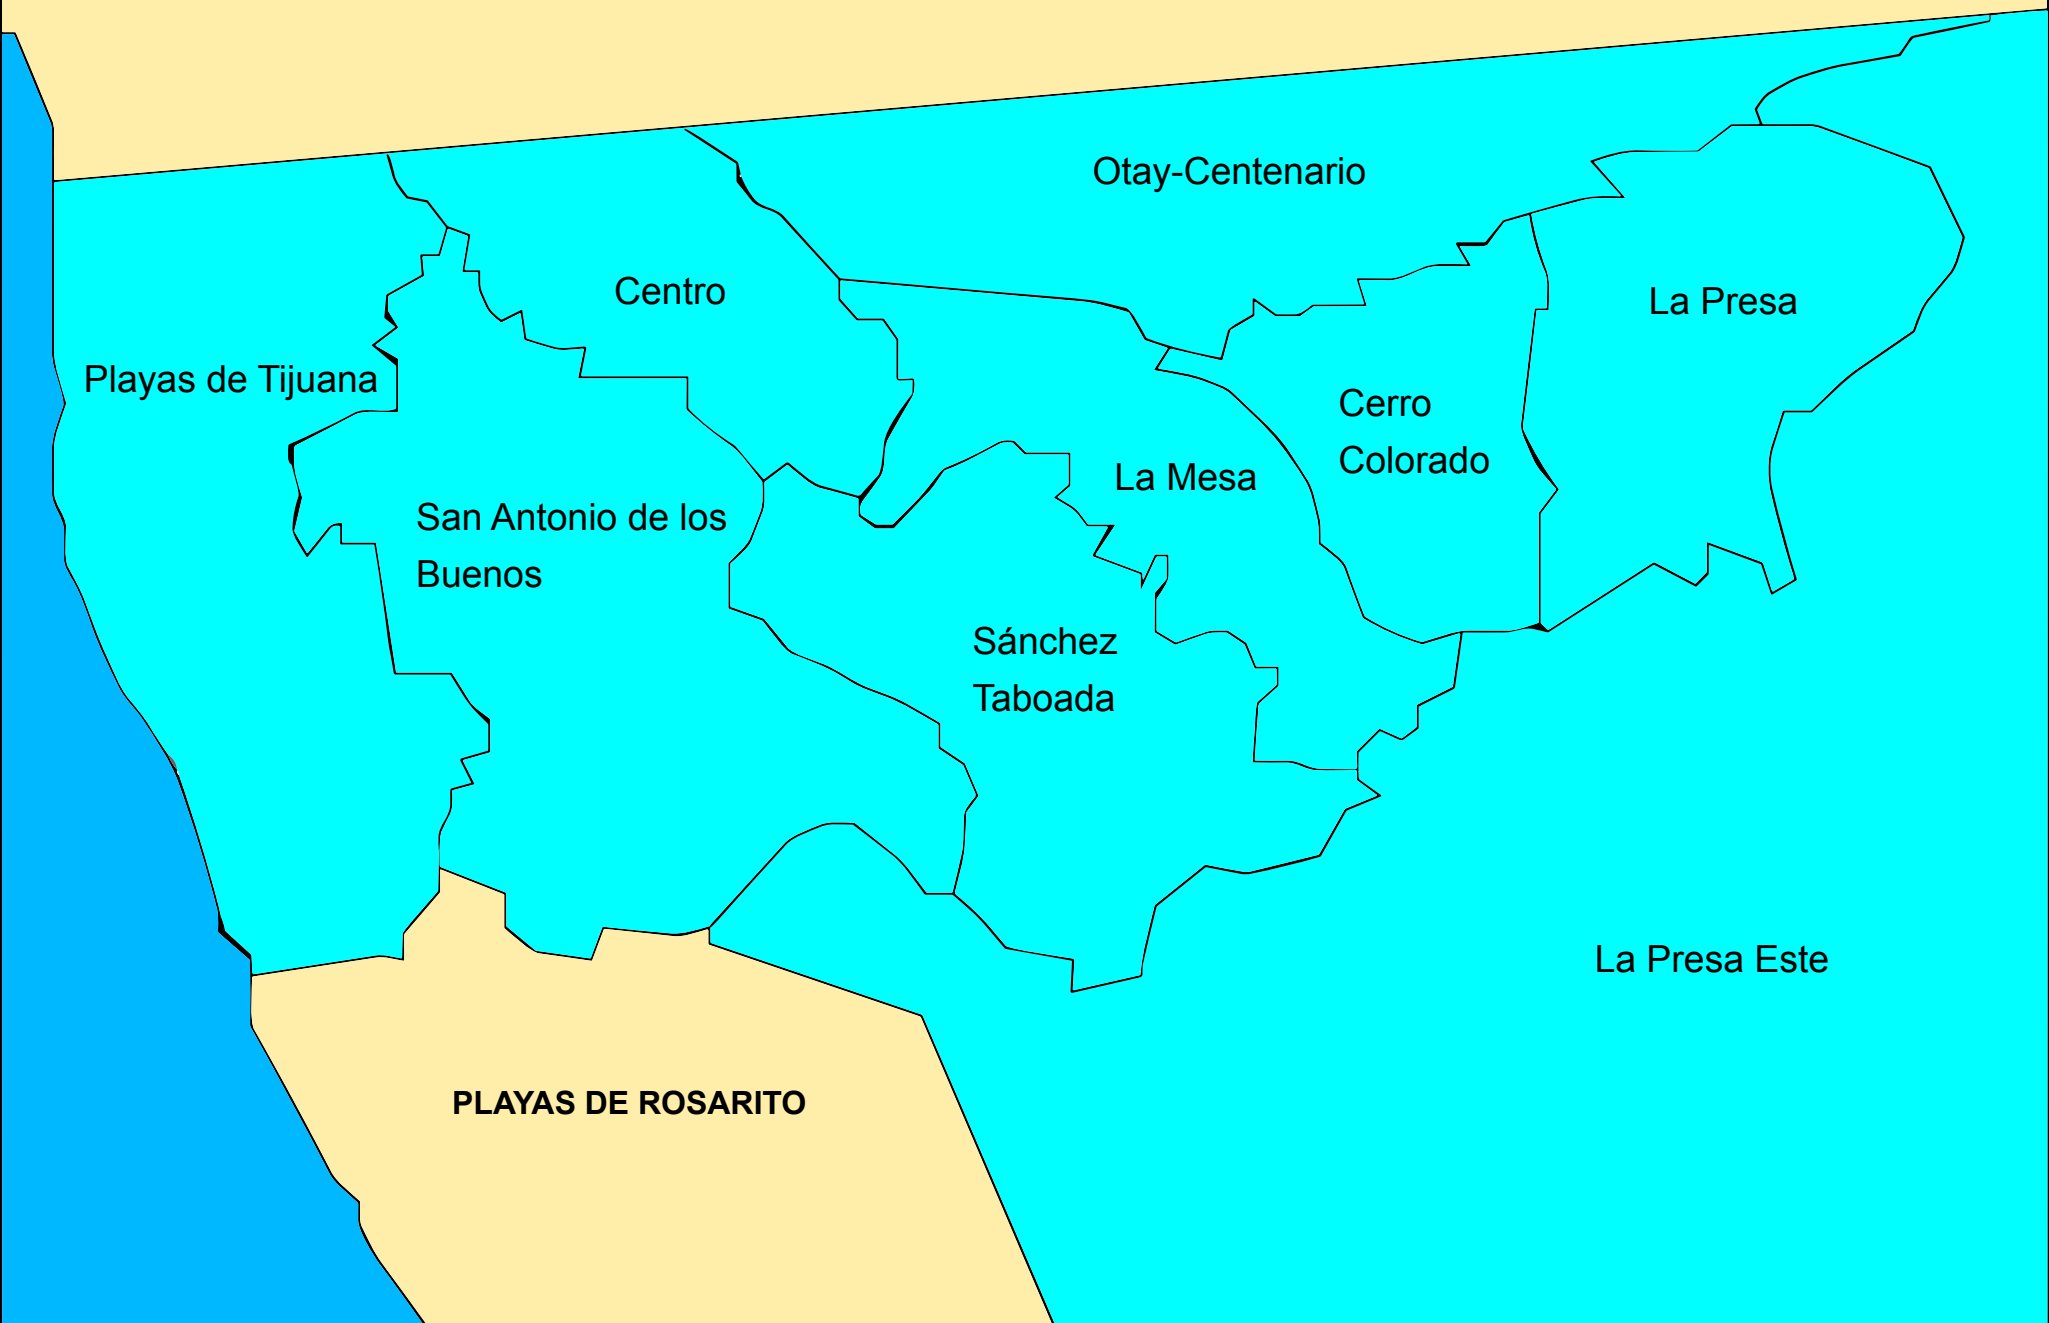 Otay-Centenario
Centro
La Presa
Playas de Tijuana
Cerro
Colorado
La Mesa
San Antonio de los
Buenos
Sánchez
Taboada
La Presa Este
PLAYAS DE ROSARITO